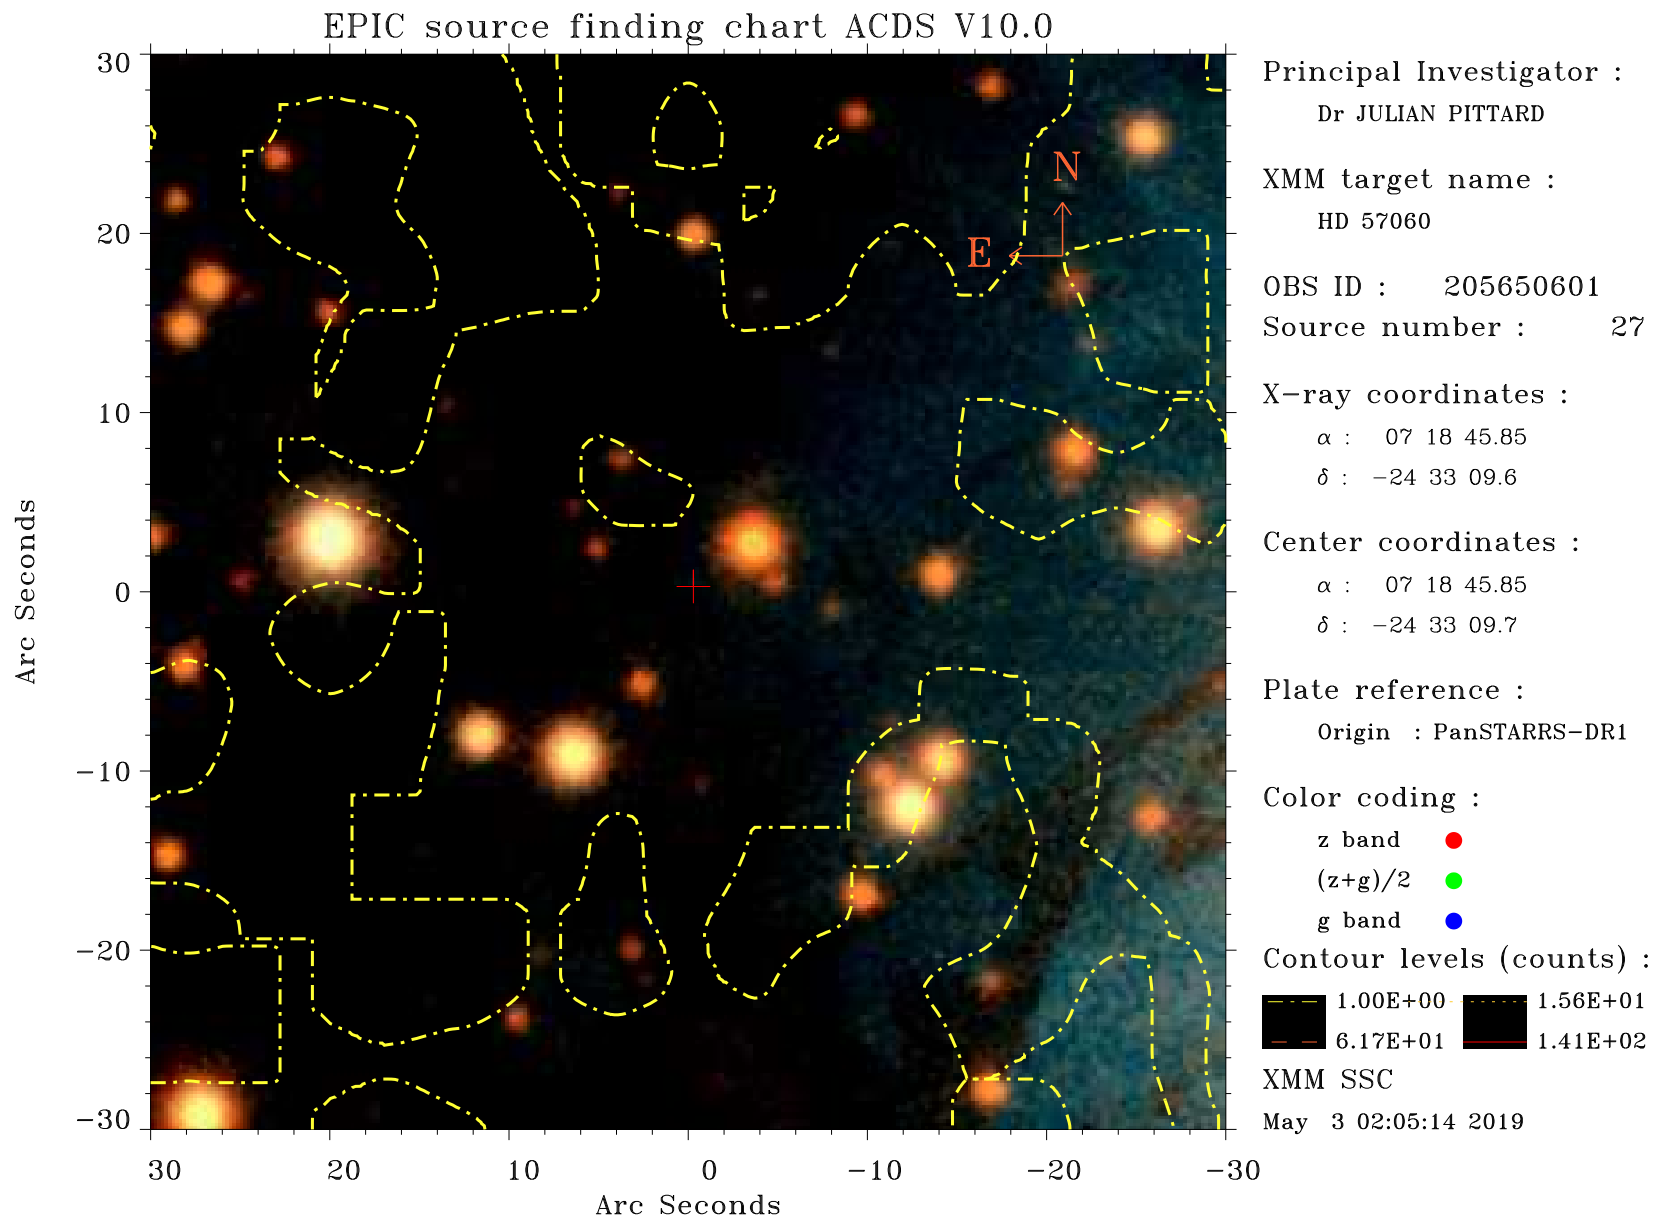 EPIC source finding chart ACDS V10.0
30
20
10
0
−10
−20
−30
Arc Seconds
N
E
30
20
10
0
−10
−20
−30
Arc Seconds
Principal Investigator :
Dr JULIAN PITTARD
XMM target name :
HD 57060
OBS ID : 205650601
Source number : 27
X−ray coordinates :
α : 07 18 45.85
δ : −24 33 09.6
Center coordinates :
α : 07 18 45.85
δ : −24 33 09.7
Plate reference :
Origin : PanSTARRS−DR1
Color coding :
z band
(z+g)/2
g band
Contour levels (counts) :
1.00E+00 1.56E+01
6.17E+01 1.41E+02
XMM SSC
May 3 02:05:14 2019